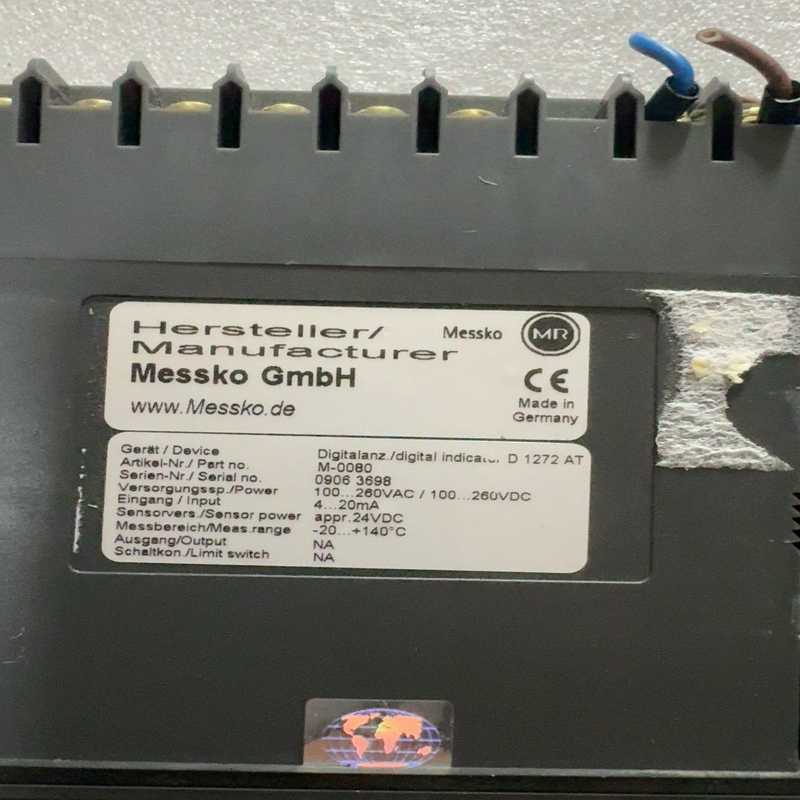 Hersteller/
Manufacturer
Messko GmbH
www.Messko.de
Messko MR
CE
Made in
Germany
Gerät / Device Digitalanz./digital indicator D 1272 AT
Artikel-Nr./ Part no. M-0080
Serien-Nr./ Serial no. 0906 3698
Versorgungssp./Power 100...260VAC / 100...260VDC
Eingang / Input 4...20mA
Sensorvers./Sensor power appr.24VDC
Messbereich/Meas.range -20...+140°C
Ausgang/Output NA
Schaltkon./Limit switch NA